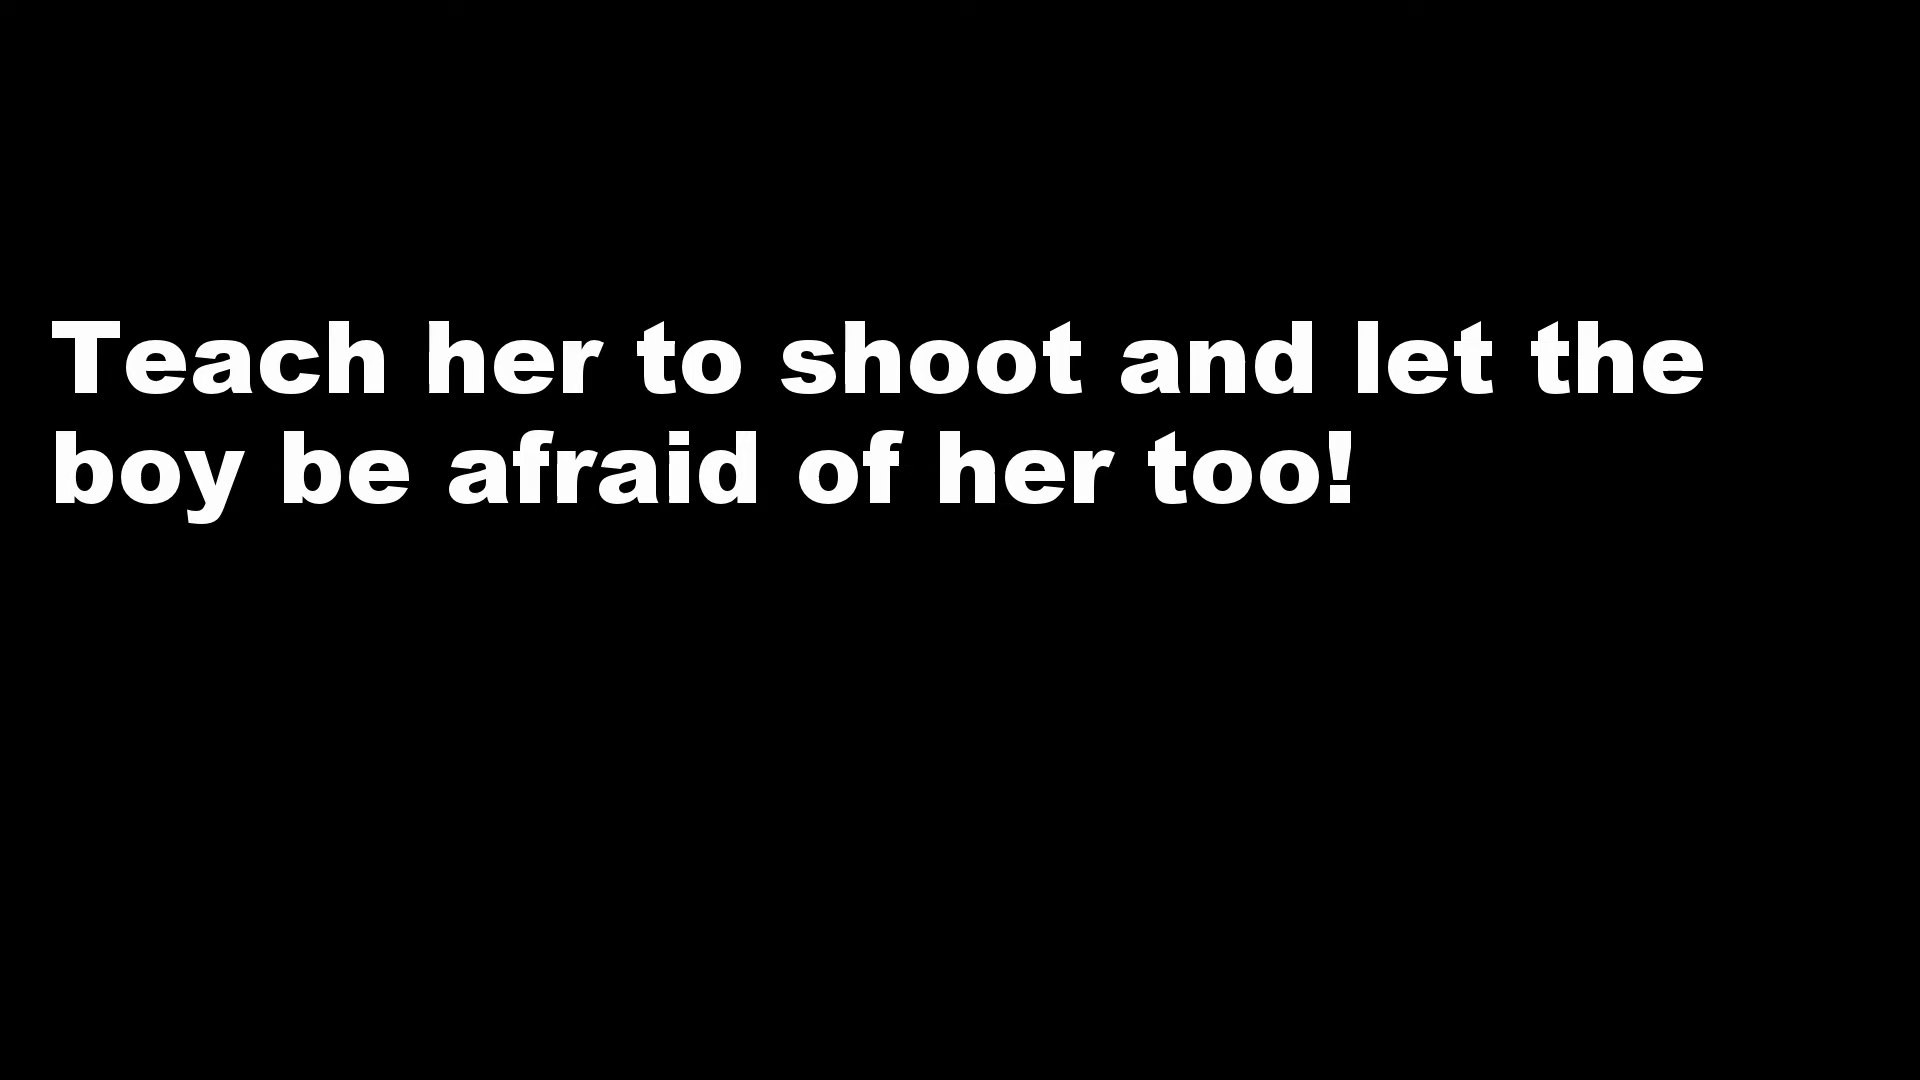 Teach her to shoot and let the
boy be afraid of her too!